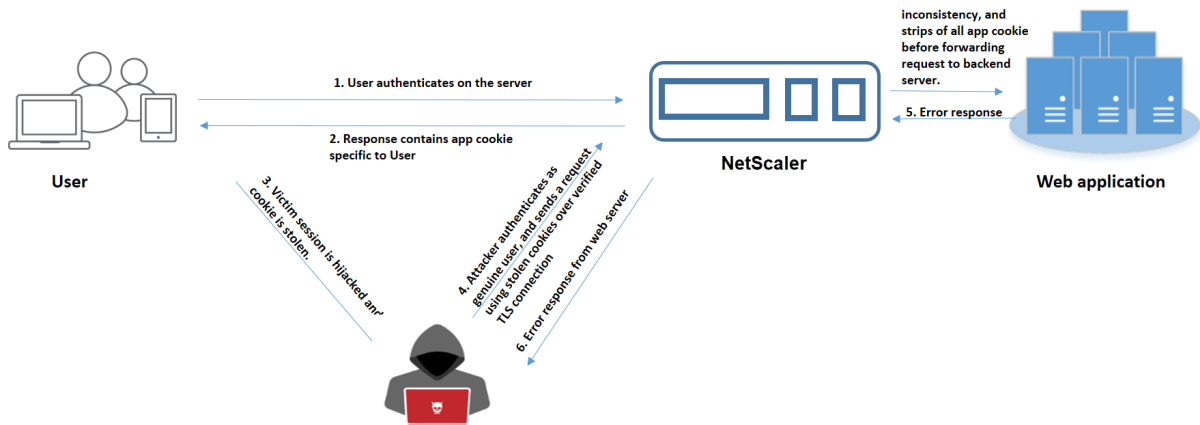 1. User authenticates on the server
2. Response contains app cookie
specific to User
inconsistency, and
strips of all app cookie
before forwarding
request to backend
server.
5. Error response
User
NetScaler
Web application
3. Victim session is hijacked and
cookie is stolen.
4. Attacker authenticates as
genuine user, and sends a request
using stolen cookies over verified
TLS connection
6. Error response from web server